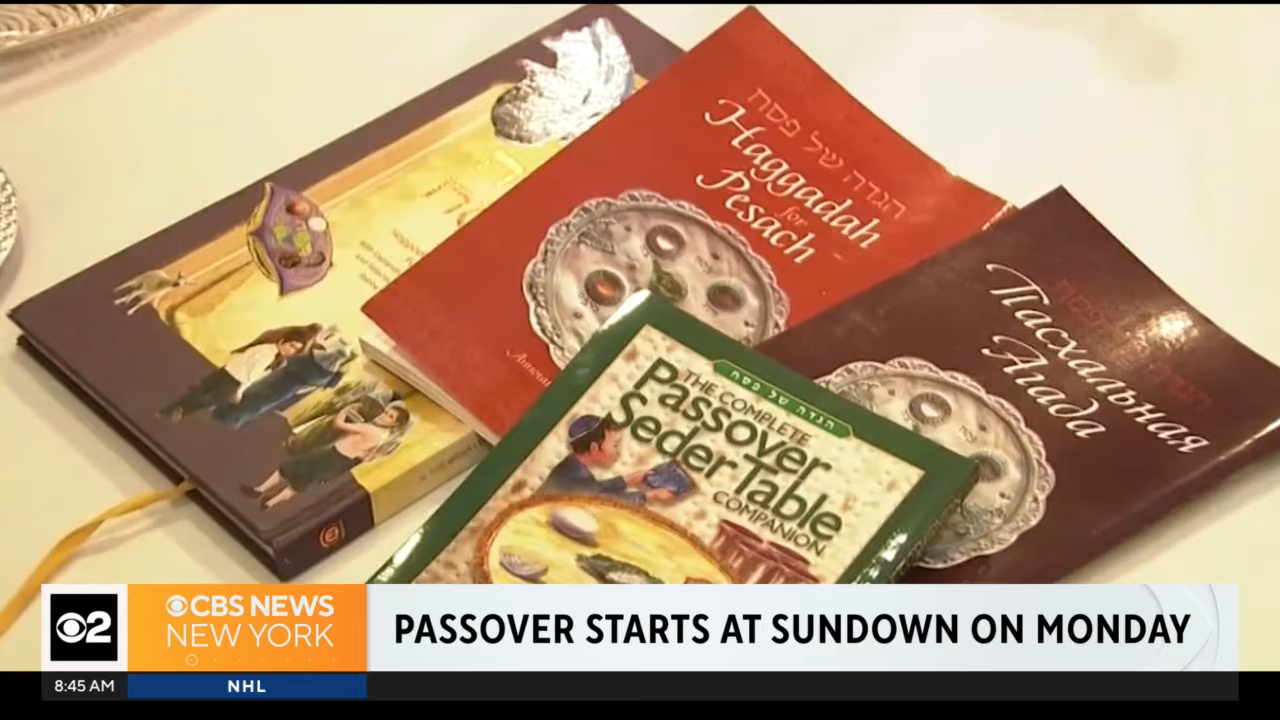 הגדה של פסח
Haggadah
for
Pesach
Пасхальная
Агада
הגדה של פסח
THE COMPLETE
Passover
Seder Table
COMPANION
2
CBS NEWS
NEW YORK
PASSOVER STARTS AT SUNDOWN ON MONDAY
8:45 AM
NHL